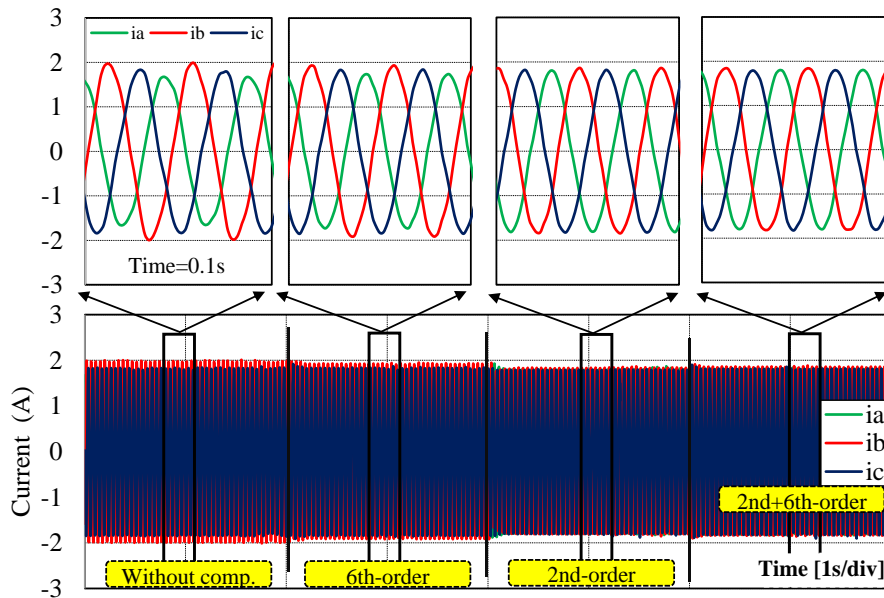 3
2
1
0
-1
-2
-3
ia ib ic
Time=0.1s
3
2
1
0
-1
-2
-3
Current (A)
ia
ib
ic
Without comp.
6th-order
2nd-order
2nd+6th-order
Time [1s/div]